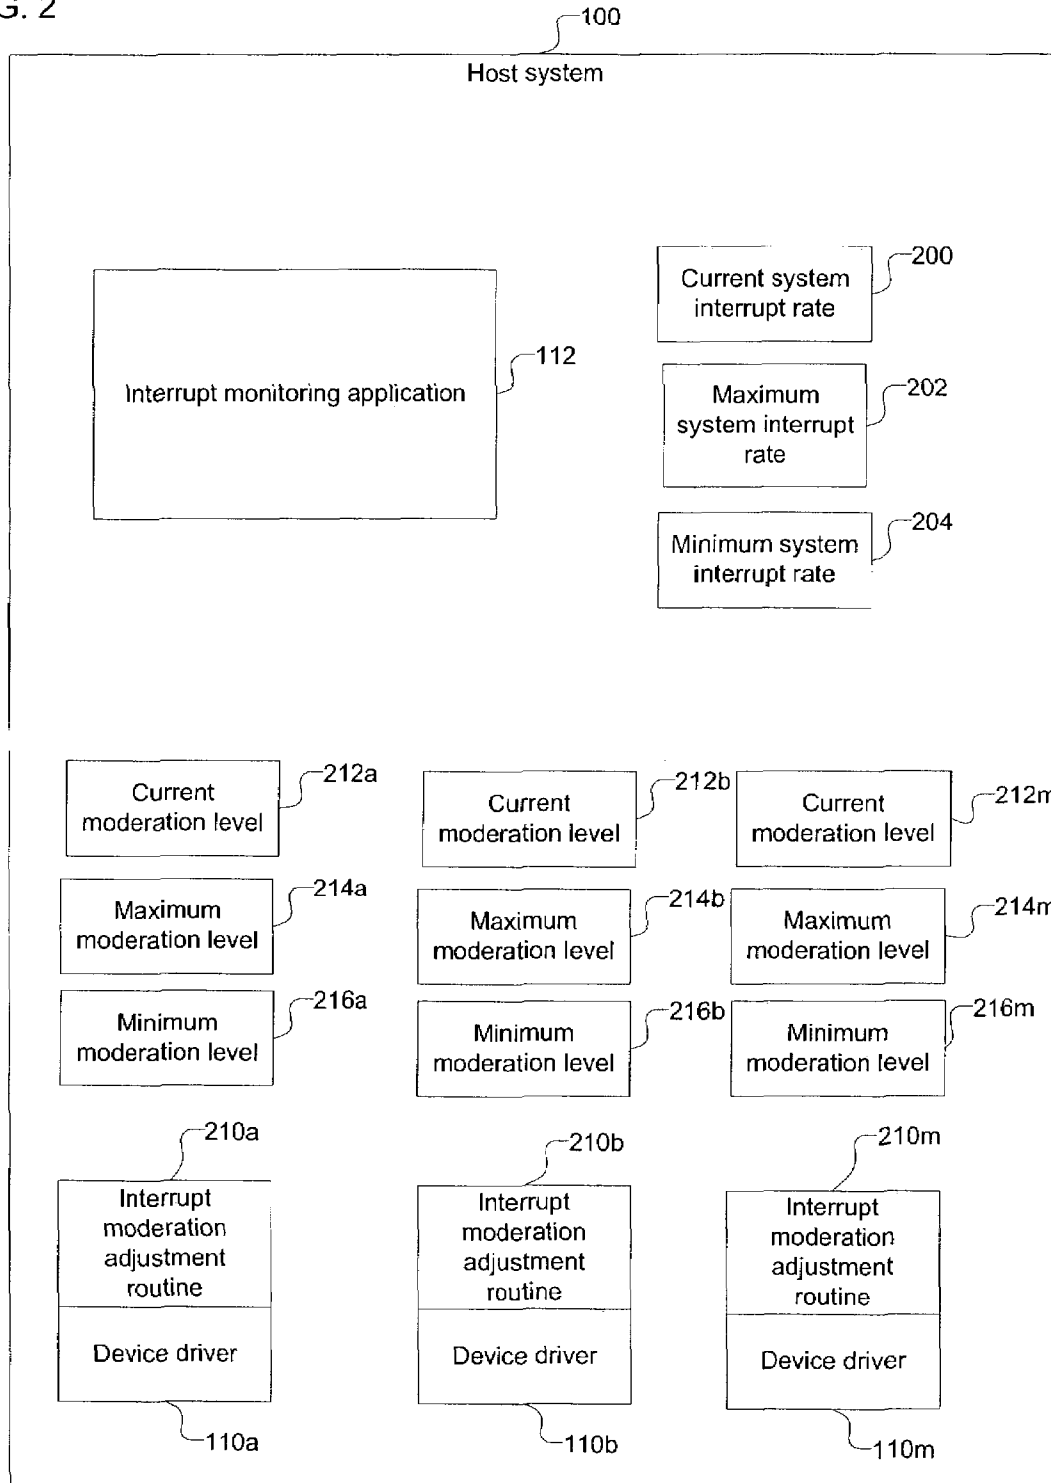 G. 2
100
Host system
200
Current system
interrupt rate
112
Interrupt monitoring application
202
Maximum
system interrupt
rate
204
Minimum system
interrupt rate
212a
Current
moderation level
212b
Current
moderation level
212m
Current
moderation level
214a
Maximum
moderation level
214b
Maximum
moderation level
214m
Maximum
moderation level
216a
Minimum
moderation level
216b
Minimum
moderation level
216m
Minimum
moderation level
210a
Interrupt
moderation
adjustment
routine
Device driver
110a
210b
Interrupt
moderation
adjustment
routine
Device driver
110b
210m
Interrupt
moderation
adjustment
routine
Device driver
110m